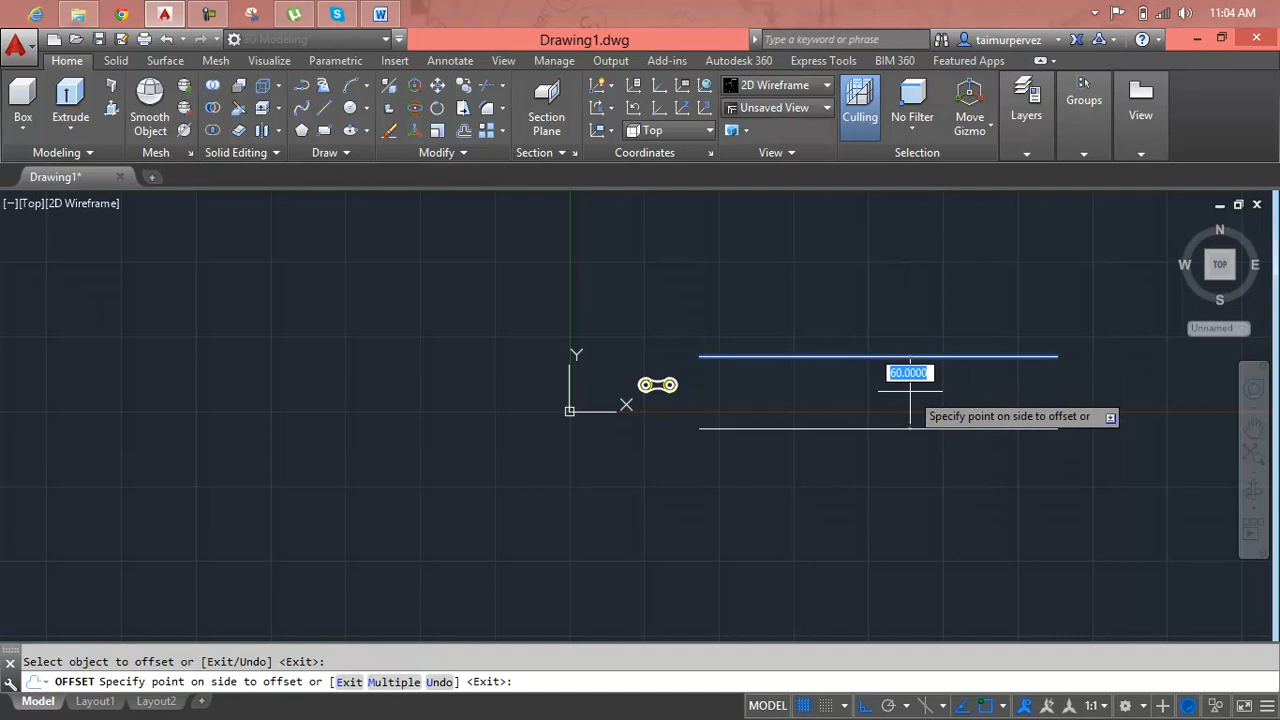 11:04 AM
3D Modeling
Drawing1.dwg
Type a keyword or phrase
taimurpervez
Home Solid Surface Mesh Visualize Parametric Insert Annotate View Manage Output Add-ins Autodesk 360 Express Tools BIM 360 Featured Apps
2D Wireframe
Unsaved View
Top
Box Extrude Smooth Object Section Plane Culling No Filter Move Gizmo Layers Groups View
Modeling Mesh Solid Editing Draw Modify Section Coordinates View Selection
Drawing1*
[−][Top][2D Wireframe]
N
W TOP E
S
Unnamed
Y
X
60.0000
Specify point on side to offset or
Select object to offset or [Exit/Undo] <Exit>:
OFFSET Specify point on side to offset or [Exit Multiple Undo] <Exit>:
Model Layout1 Layout2 +
MODEL 1:1